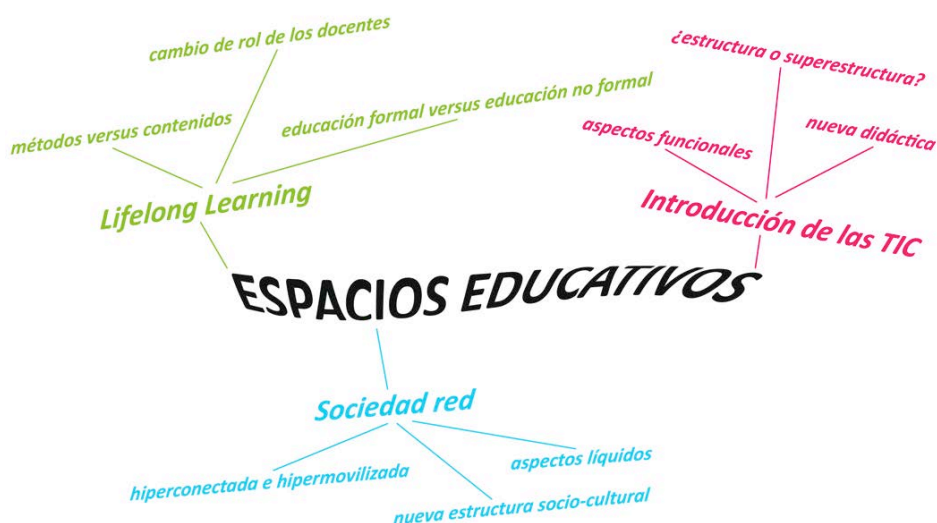 cambio de rol de los docentes
métodos versus contenidos
educación formal versus educación no formal
Lifelong Learning
¿estructura o superestructura?
aspectos funcionales
nueva didáctica
Introducción de las TIC
ESPACIOS EDUCATIVOS
Sociedad red
hiperconectada e hipermovilizada
aspectos líquidos
nueva estructura socio-cultural